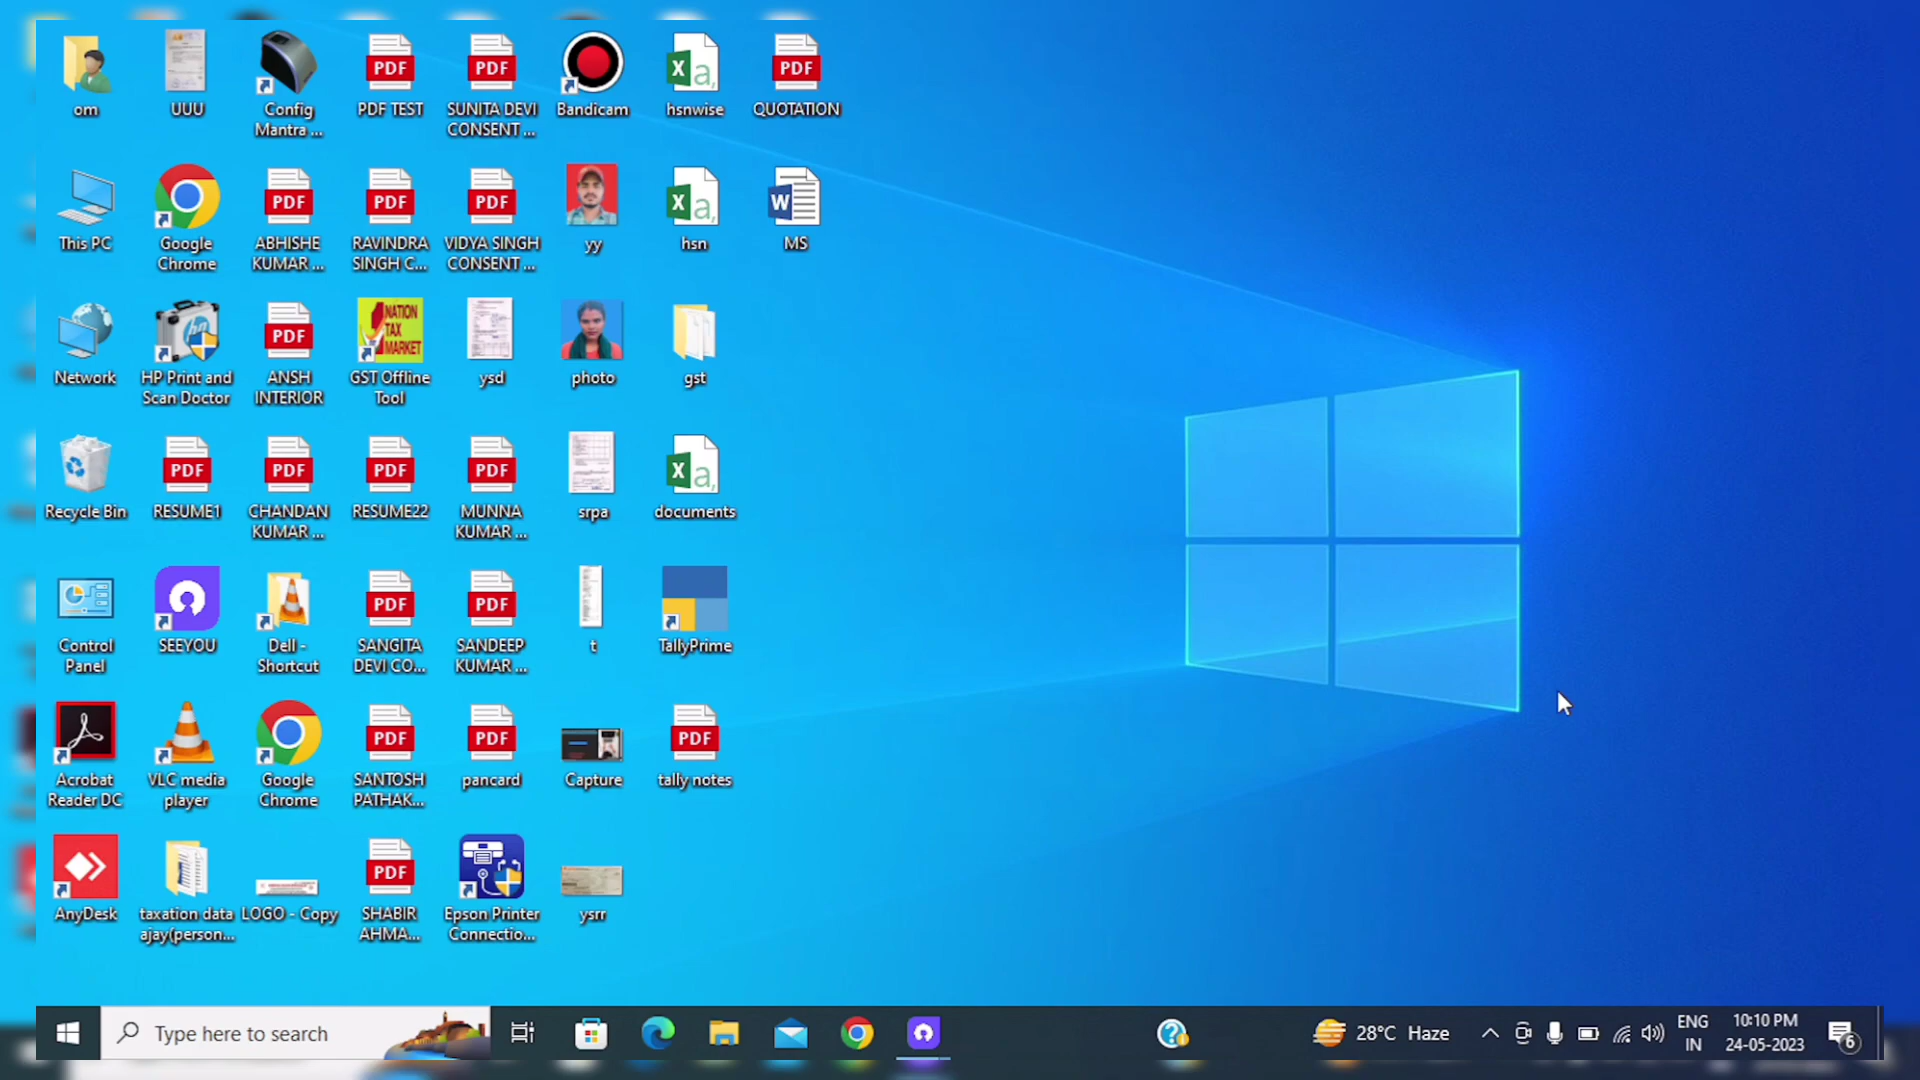 om
UUU
Config
Mantra ...
PDF
PDF TEST
PDF
SUNITA DEVI
CONSENT ...
Bandicam
X a,
hsnwise
PDF
QUOTATION
This PC
Google
Chrome
PDF
ABHISHE
KUMAR ...
PDF
RAVINDRA
SINGH C...
PDF
VIDYA SINGH
CONSENT ...
yy
X a,
hsn
W
MS
Network
hp
HP Print and
Scan Doctor
PDF
ANSH
INTERIOR
NATION
TAX
MARKET
GST Offline
Tool
ysd
photo
gst
Recycle Bin
PDF
RESUME1
PDF
CHANDAN
KUMAR ...
PDF
RESUME22
PDF
MUNNA
KUMAR ...
srpa
X a,
documents
Control
Panel
SEEYOU
Dell -
Shortcut
PDF
SANGITA
DEVI CO...
PDF
SANDEEP
KUMAR ...
t
TallyPrime
Acrobat
Reader DC
VLC media
player
Google
Chrome
PDF
SANTOSH
PATHAK...
PDF
pancard
Capture
PDF
tally notes
AnyDesk
taxation data
ajay(person...
LOGO - Copy
PDF
SHABIR
AHMA...
Epson Printer
Connectio...
ysrr
Type here to search
28°C Haze
ENG
IN
10:10 PM
24-05-2023
6